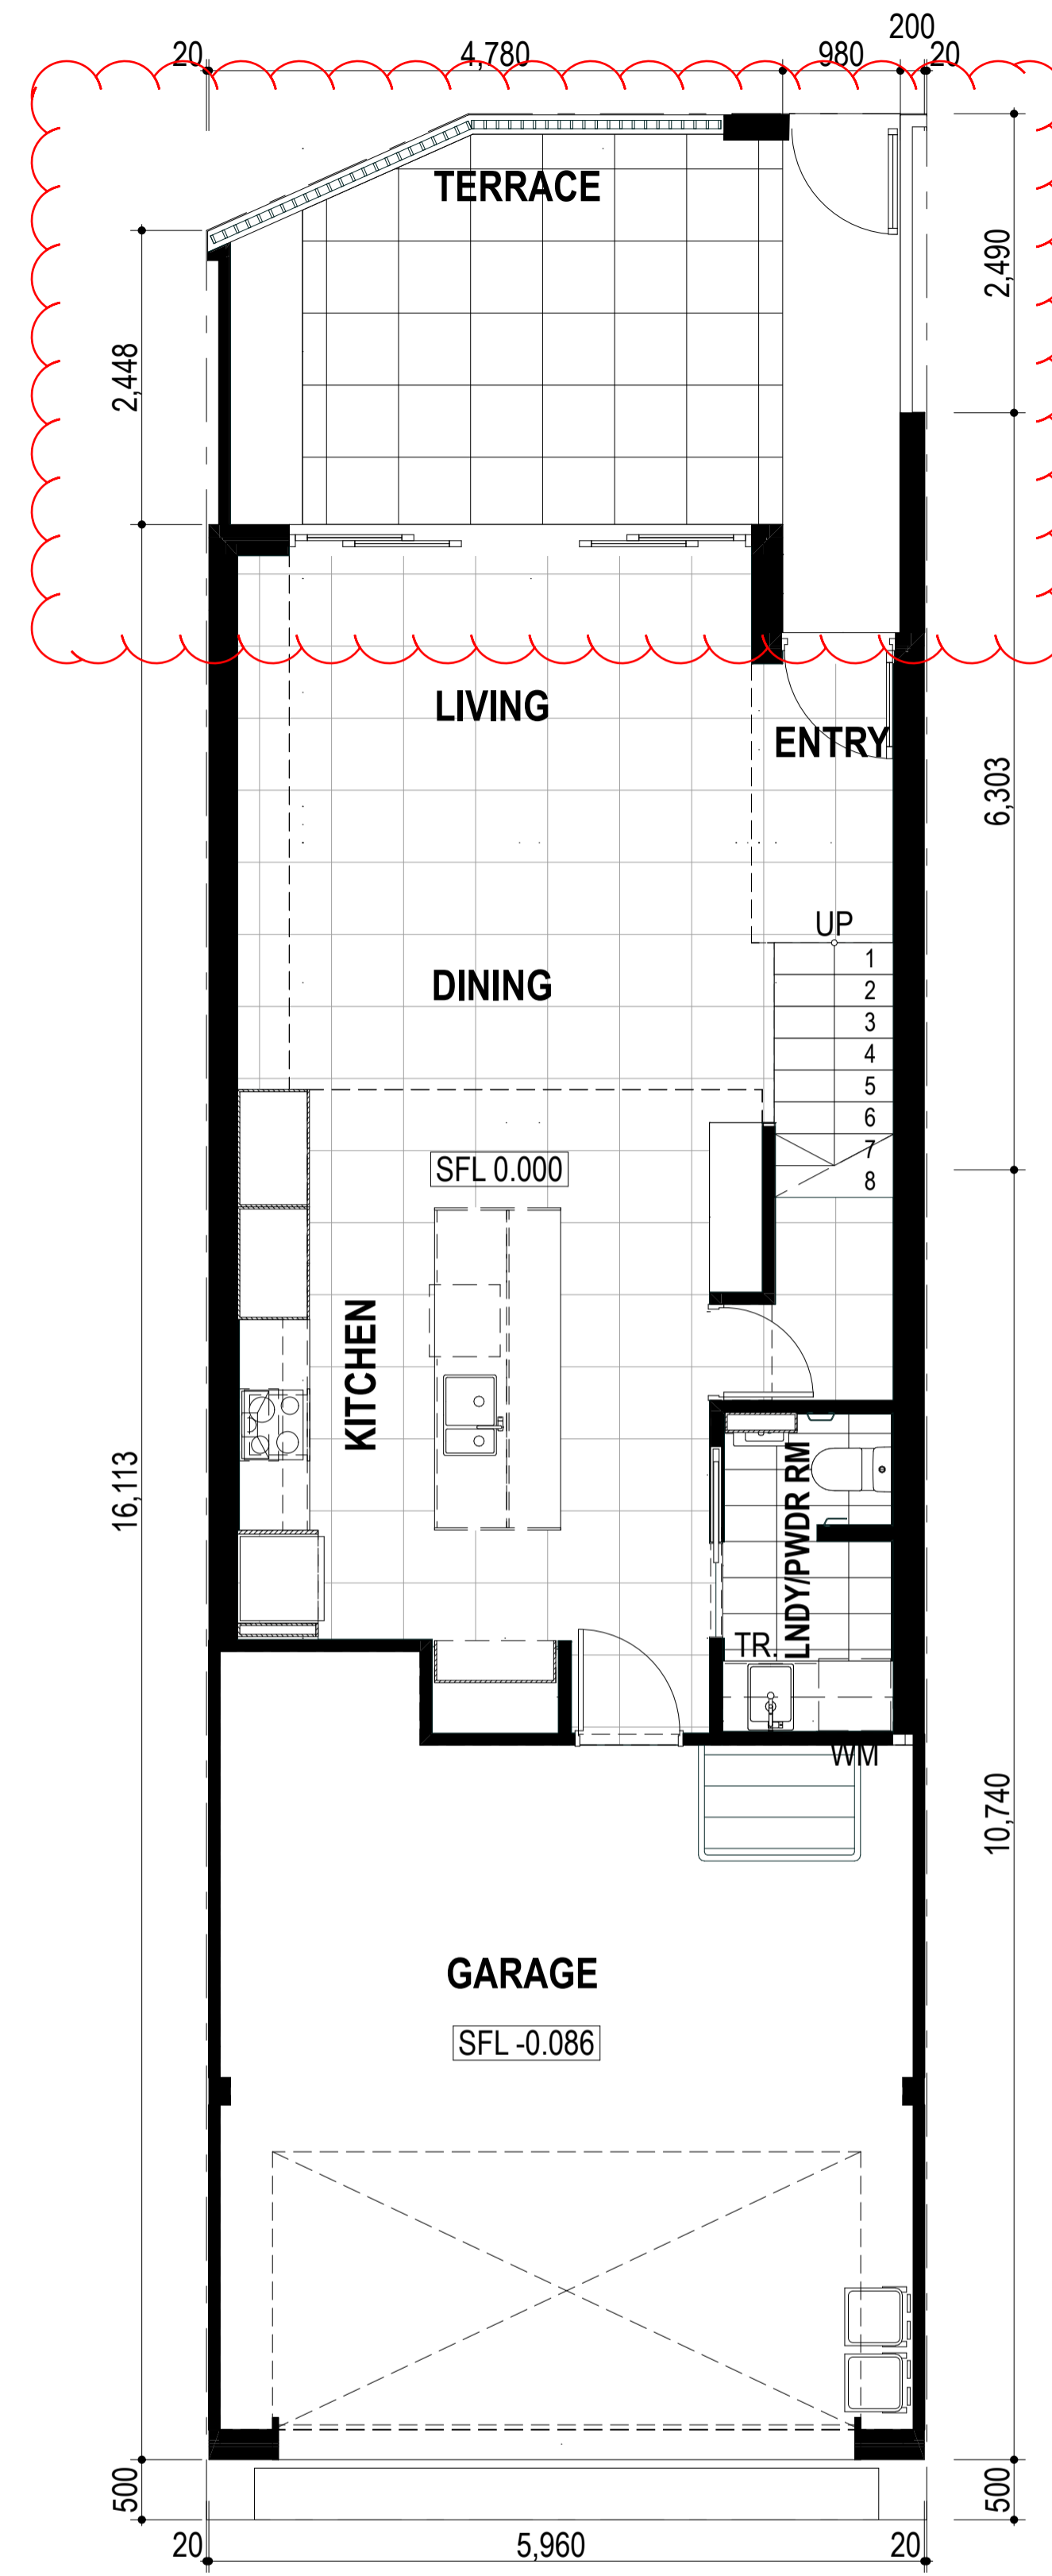 200
20 4,780 980 20
TERRACE
2,490
2,448
LIVING
ENTRY
6,303
UP
1
2
DINING
3
4
5
6
7
SFL 0.000
8
KITCHEN
LNDY/PWDR RM
16,113
TR.
WM
10,740
GARAGE
SFL -0.086
500
500
20 5,960 20